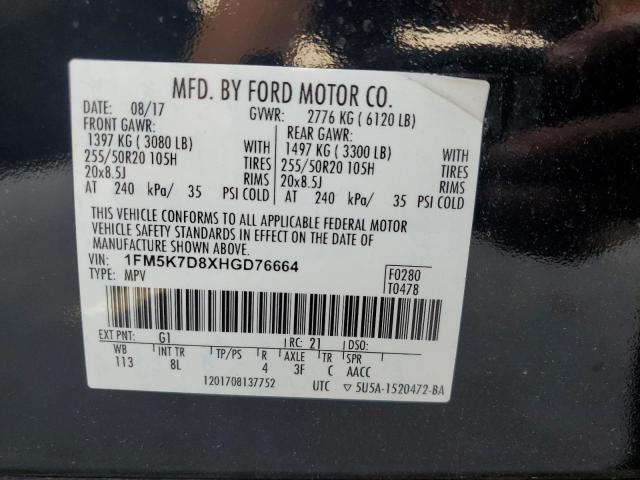 MFD. BY FORD MOTOR CO.
DATE: 08/17 GVWR: 2776 KG ( 6120 LB)
FRONT GAWR: REAR GAWR:
1397 KG ( 3080 LB) WITH 1497 KG ( 3300 LB) WITH
255/50R20 105H TIRES 255/50R20 105H TIRES
20x8.5J RIMS 20x8.5J RIMS
AT 240 kPa/ 35 PSI COLD AT 240 kPa/ 35 PSI COLD
THIS VEHICLE CONFORMS TO ALL APPLICABLE FEDERAL MOTOR
VEHICLE SAFETY STANDARDS IN EFFECT ON THE DATE OF
MANUFACTURE SHOWN ABOVE.
VIN: 1FM5K7D8XHGD76664
TYPE: MPV
F0280
T0478
EXT PNT: G1 RC: 21 DSO:
WB INT TR TP/PS R AXLE TR SPR
113 8L 4 3F C AACC
1201708137752 UTC ▽ 5U5A-1520472-BA